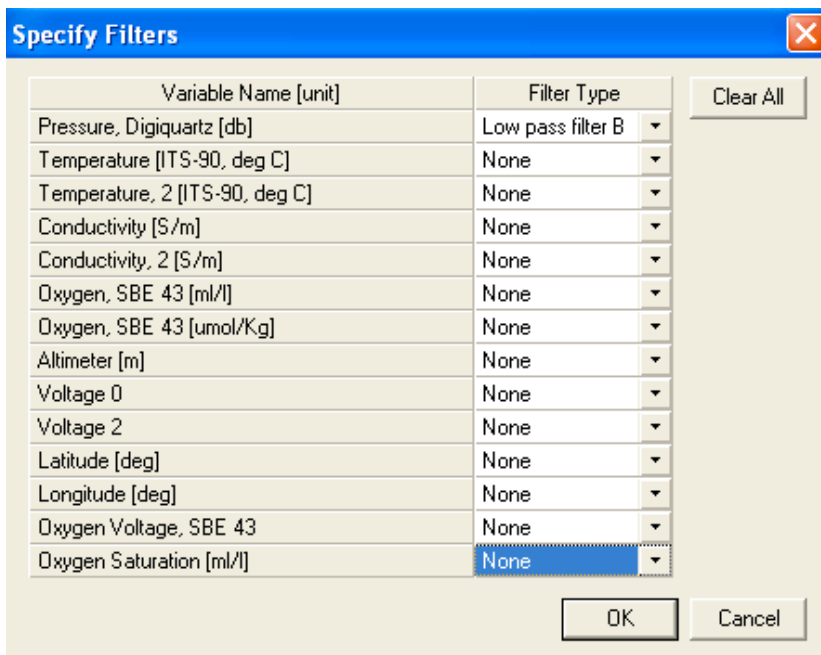 Specify Filters
Variable Name [unit] Filter Type Clear All
Pressure, Digiquartz [db] Low pass filter B
Temperature [ITS-90, deg C] None
Temperature, 2 [ITS-90, deg C] None
Conductivity [S/m] None
Conductivity, 2 [S/m] None
Oxygen, SBE 43 [ml/l] None
Oxygen, SBE 43 [umol/Kg] None
Altimeter [m] None
Voltage 0 None
Voltage 2 None
Latitude [deg] None
Longitude [deg] None
Oxygen Voltage, SBE 43 None
Oxygen Saturation [ml/l] None
OK Cancel